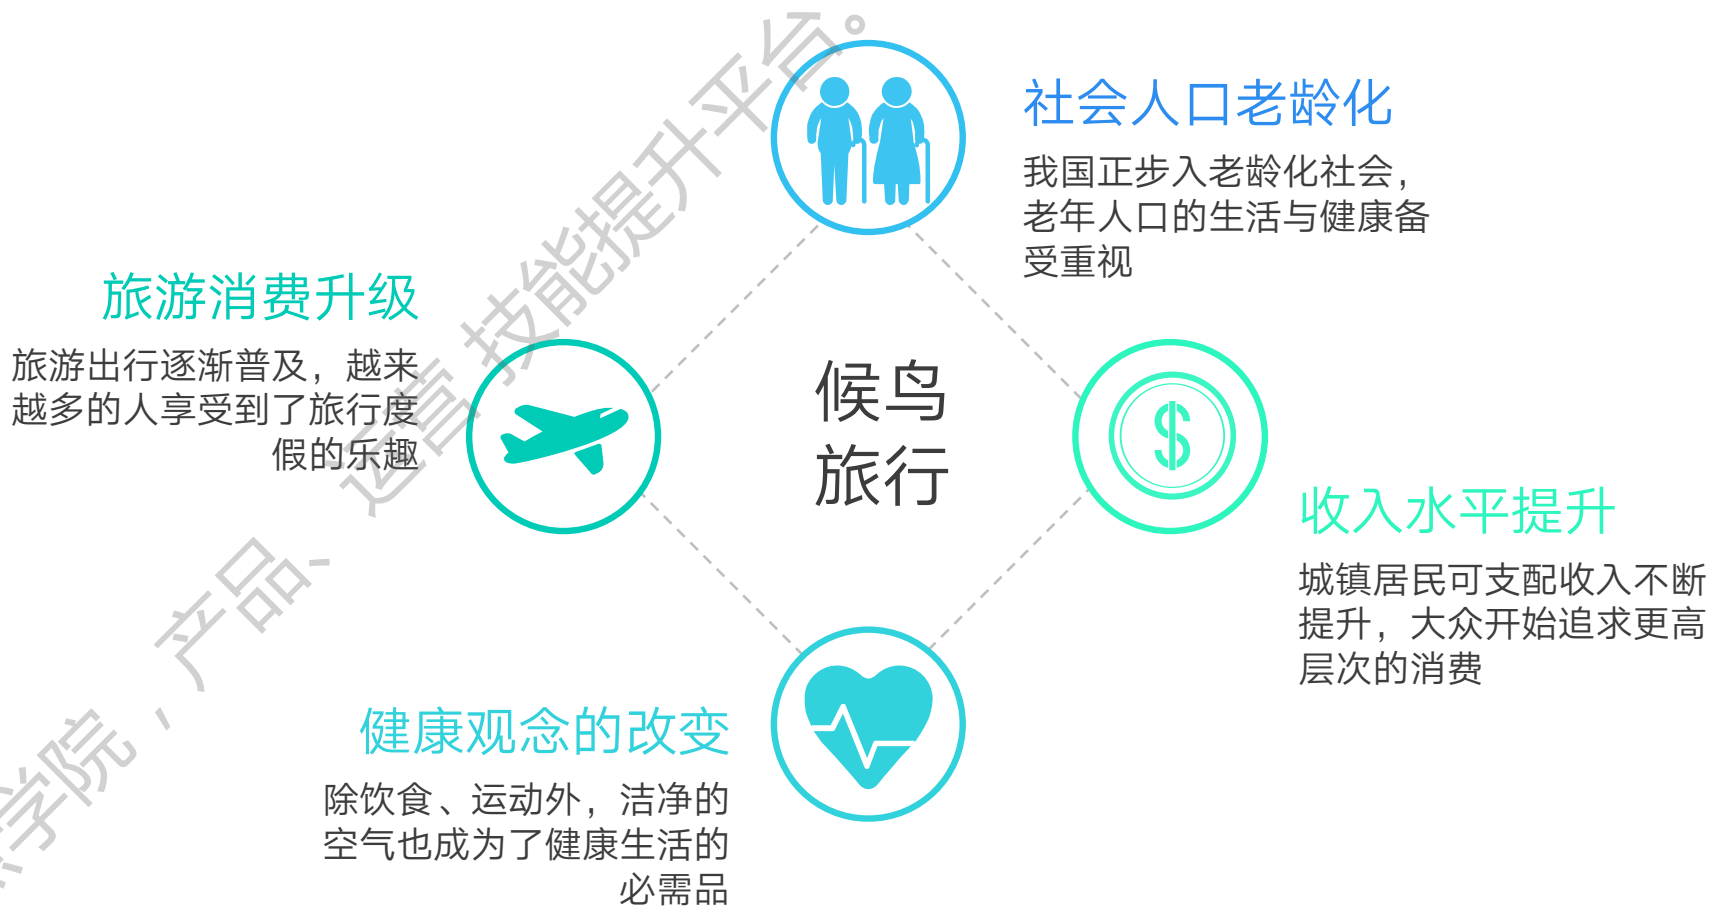 社会人口老龄化
我国正步入老龄化社会，
老年人口的生活与健康备
受重视
旅游消费升级
旅游出行逐渐普及，越来
越多的人享受到了旅行度
假的乐趣
候鸟
旅行
收入水平提升
城镇居民可支配收入不断
提升，大众开始追求更高
层次的消费
健康观念的改变
除饮食、运动外，洁净的
空气也成为了健康生活的
必需品
学院，产品、运营 技能提升平台。